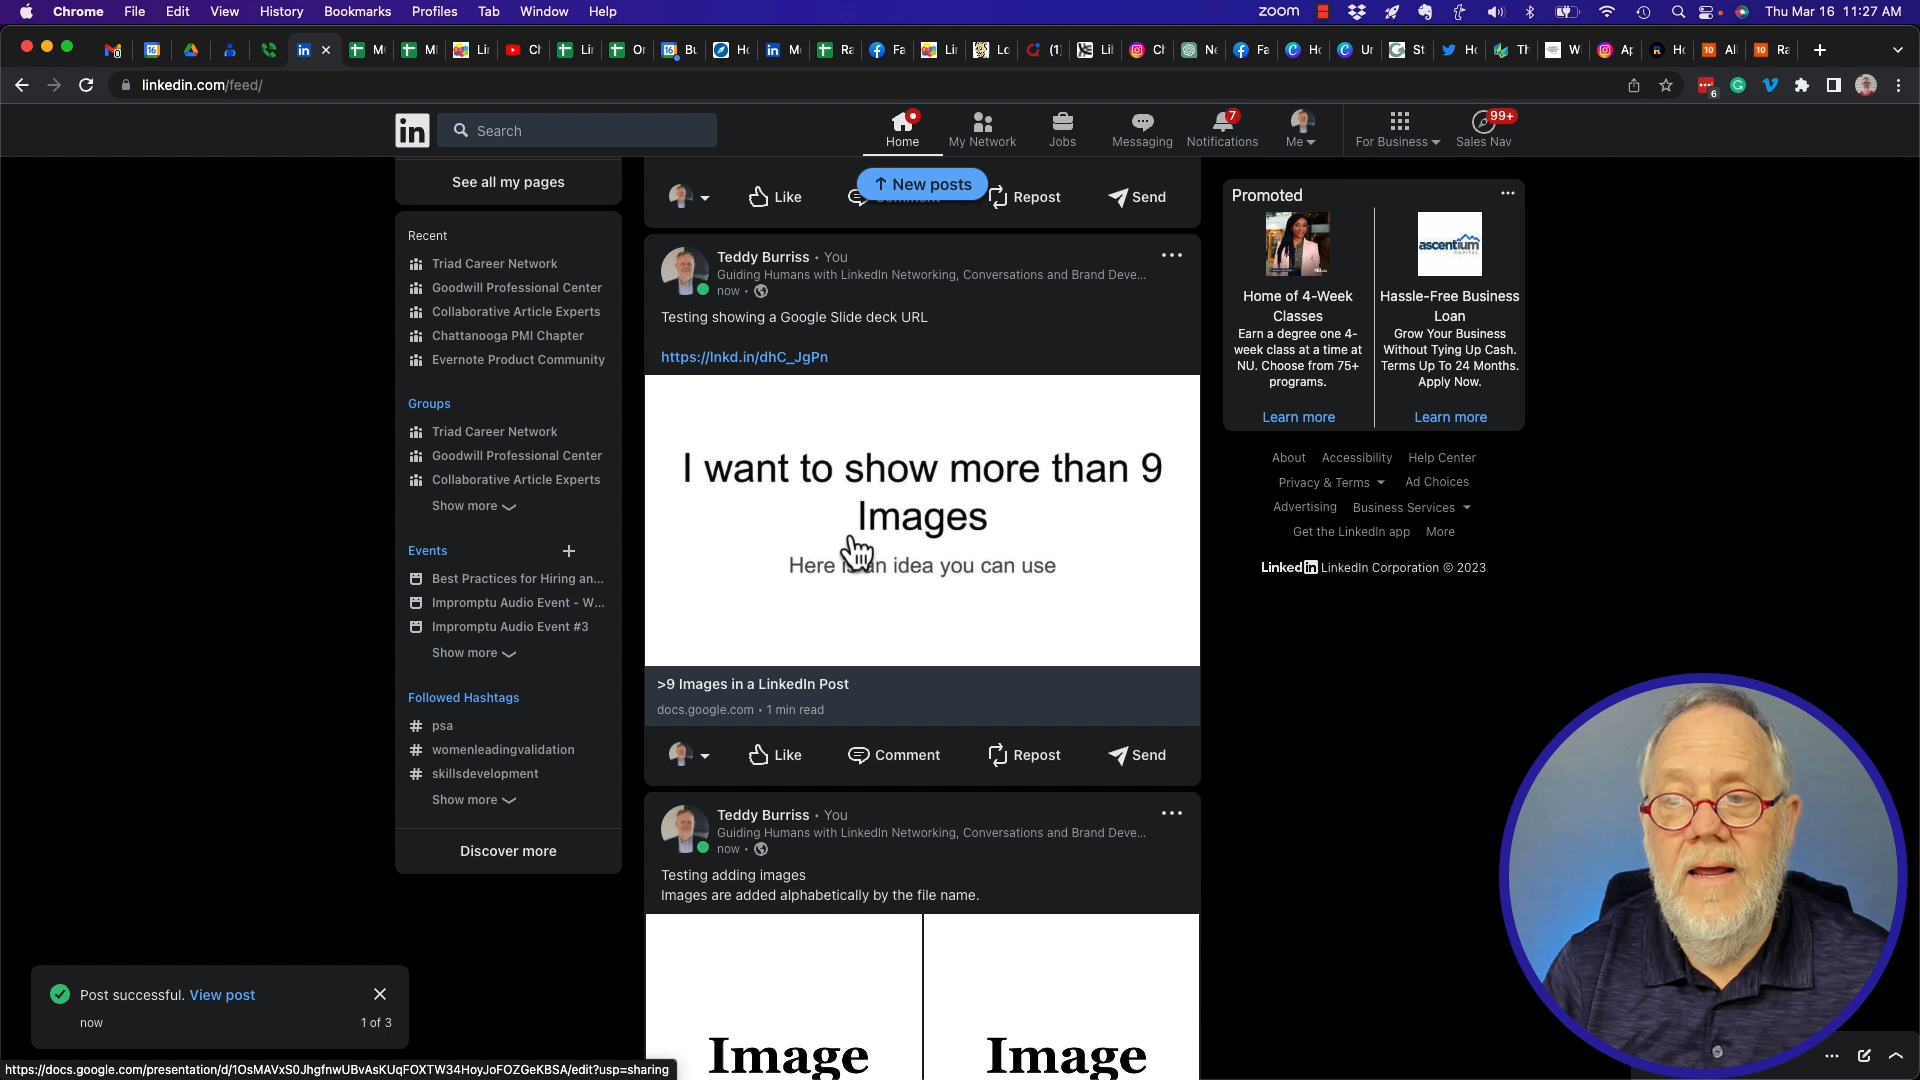 Chrome File Edit View History Bookmarks Profiles Tab Window Help zoom Thu Mar 16 11:27 AM
linkedin.com/feed/
6
in Search
Home My Network Jobs Messaging Notifications Me For Business Sales Nav
7 99+
See all my pages
Recent
Triad Career Network
Goodwill Professional Center
Collaborative Article Experts
Chattanooga PMI Chapter
Evernote Product Community
Groups
Triad Career Network
Goodwill Professional Center
Collaborative Article Experts
Show more
Events +
Best Practices for Hiring an...
Impromptu Audio Event - W...
Impromptu Audio Event #3
Show more
Followed Hashtags
# psa
# womenleadingvalidation
# skillsdevelopment
Show more
Discover more
↑ New posts
Like Comment Repost Send
Teddy Burriss • You
Guiding Humans with LinkedIn Networking, Conversations and Brand Deve...
now •
Testing showing a Google Slide deck URL
https://lnkd.in/dhC_JgPn
I want to show more than 9
Images
Here is an idea you can use
>9 Images in a LinkedIn Post
docs.google.com • 1 min read
Like Comment Repost Send
Teddy Burriss • You
Guiding Humans with LinkedIn Networking, Conversations and Brand Deve...
now •
Testing adding images
Images are added alphabetically by the file name.
Image Image
Promoted
ascentium
CAPITAL
Home of 4-Week
Classes
Earn a degree one 4-
week class at a time at
NU. Choose from 75+
programs.
Learn more
Hassle-Free Business
Loan
Grow Your Business
Without Tying Up Cash.
Terms Up To 24 Months.
Apply Now.
Learn more
About Accessibility Help Center
Privacy & Terms Ad Choices
Advertising Business Services
Get the LinkedIn app More
LinkedIn LinkedIn Corporation © 2023
Post successful. View post
now 1 of 3
https://docs.google.com/presentation/d/1OsMAVxS0JhgfnwUBvAsKUqFOXTW34HoyJoFOZGeKBSA/edit?usp=sharing